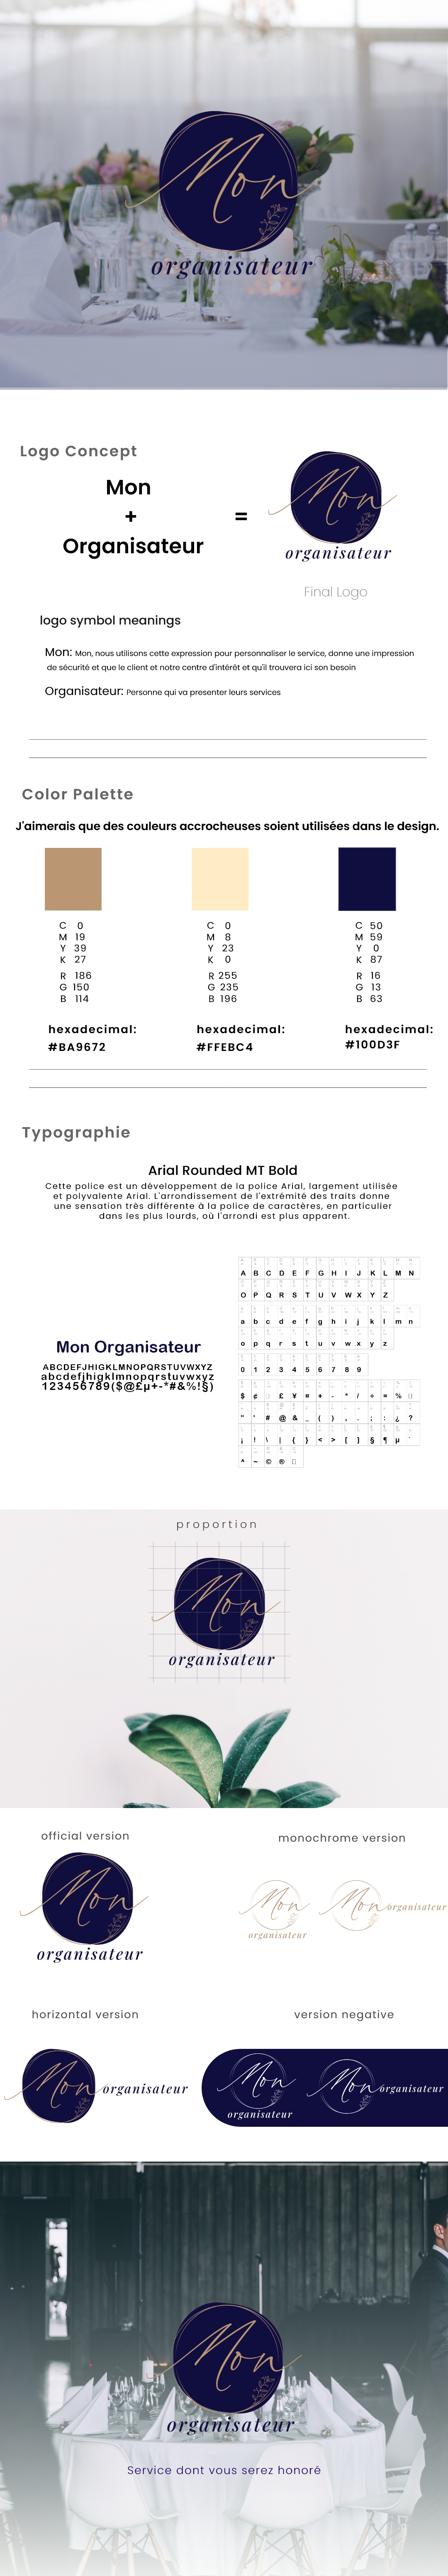 Mon
organisateur
Logo Concept
Mon
+
Organisateur
=
Mon
organisateur
Final Logo
logo symbol meanings
Mon: Mon, nous utilisons cette expression pour personnaliser le service, donne une impression
de sécurité et que le client et notre centre d'intérêt et qu'il trouvera ici son besoin
Organisateur: Personne qui va presenter leurs services
Color Palette
J'aimerais que des couleurs accrocheuses soient utilisées dans le design.
C 0
M 19
Y 39
K 27
R 186
G 150
B 114
hexadecimal:
#BA9672
C 0
M 8
Y 23
K 0
R 255
G 235
B 196
hexadecimal:
#FFEBC4
C 50
M 59
Y 0
K 87
R 16
G 13
B 63
hexadecimal:
#100D3F
Typographie
Arial Rounded MT Bold
Cette police est un développement de la police Arial, largement utilisée
et polyvalente Arial. L'arrondissement de l'extrémité des traits donne
une sensation très différente à la police de caractères, en particulier
dans les plus lourds, où l'arrondi est plus apparent.
Mon Organisateur
ABCDEFJHIGKLMNOPQRSTUVWXYZ
abcdefjhigklmnopqrstuvwxyz
123456789($@£µ+-*#&%!§)
A B C D E F G H I J K L M N
O P Q R S T U V W X Y Z
a b c d e f g h i j k l m n
o p q r s t u v w x y z
0 1 2 3 4 5 6 7 8 9
$ ¢ £ ¥ ¤ + - * / ÷ = %
" ' # @ & _ ( ) , . ; : ¿ ?
¡ ! \ | { } < > [ ] § ¶ µ `
^ ~ © ®
proportion
Mon
organisateur
official version
monochrome version
Mon
organisateur
Mon
organisateur
Mon organisateur
horizontal version
version negative
Mon organisateur
Mon
organisateur
Mon organisateur
Mon
organisateur
Service dont vous serez honoré